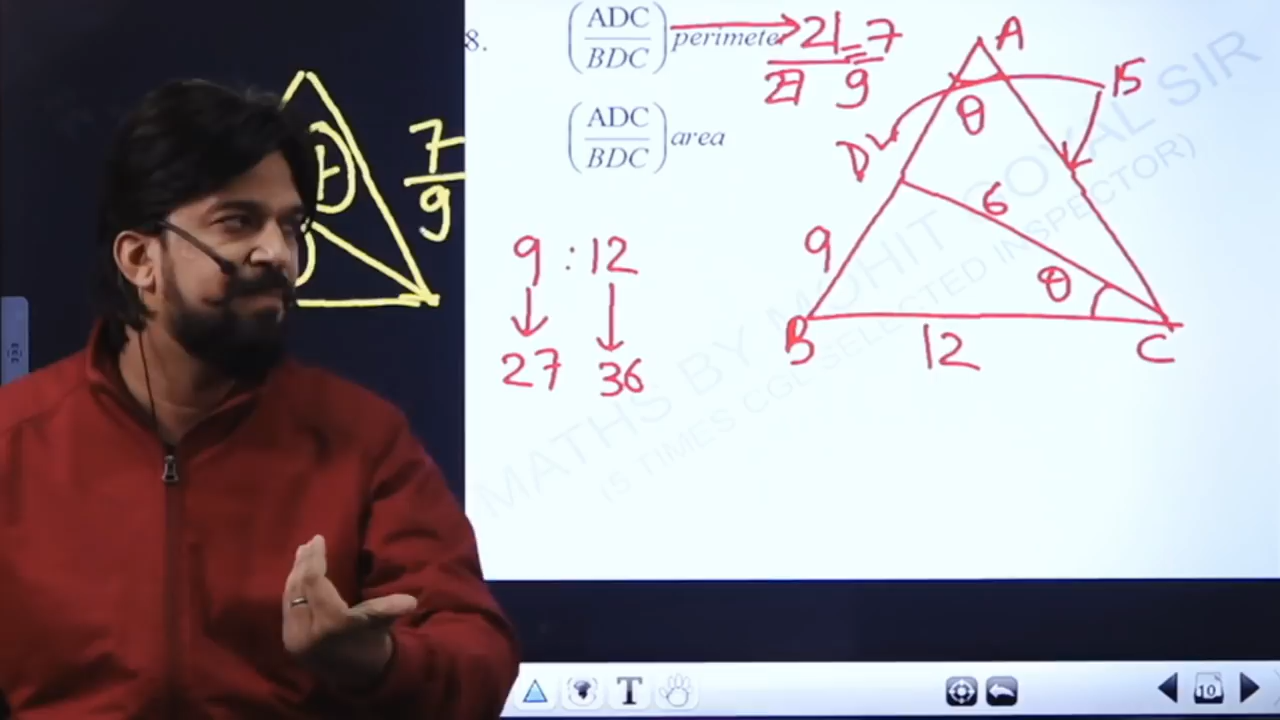 8.
(ADC/BDC) perimeter → 21/27 = 7/9
(ADC/BDC) area
7/9
9 : 12
27 36
A
θ
15
D
6
9
θ
B
12
C
MATHS BY MOHIT GOYAL SIR
(5 TIMES CGL SELECTED INSPECTOR)
T
10